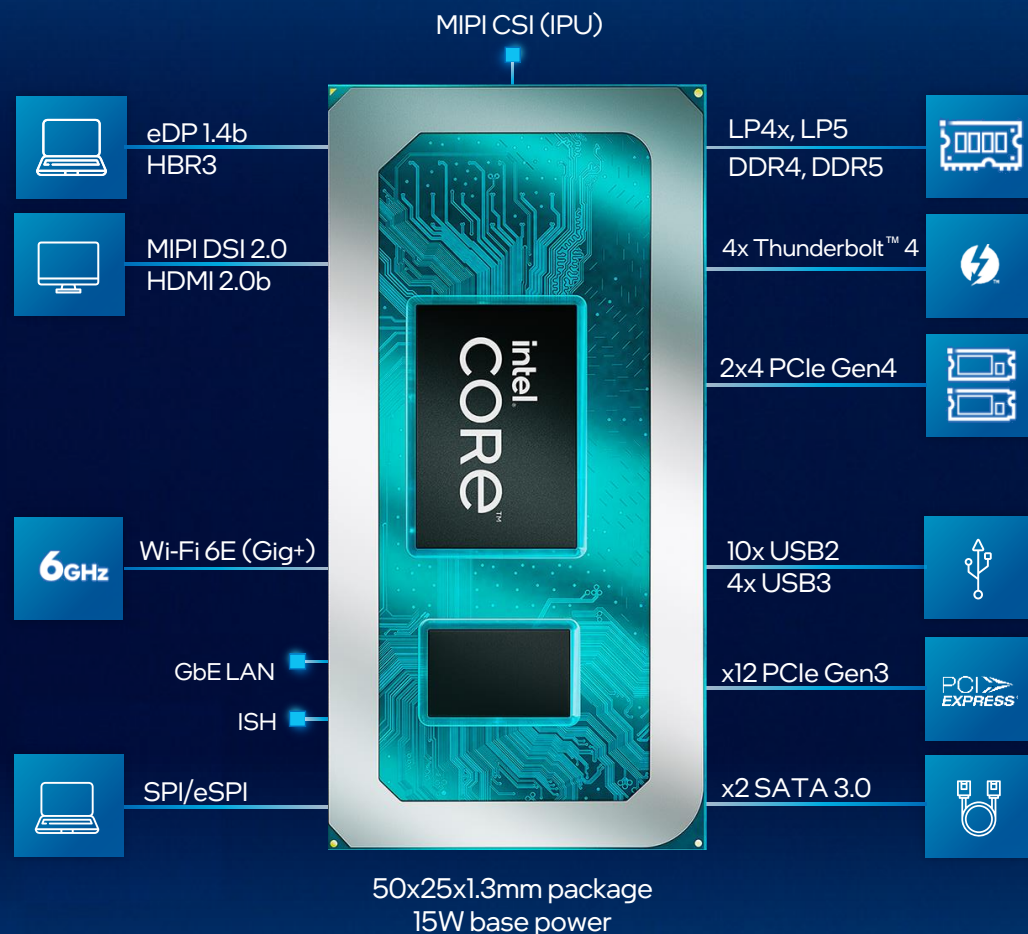 MIPI CSI (IPU)
eDP 1.4b
HBR3
MIPI DSI 2.0
HDMI 2.0b
6GHz
Wi-Fi 6E (Gig+)
GbE LAN
ISH
SPI/eSPI
intel.
CORe™
LP4x, LP5
DDR4, DDR5
4x Thunderbolt™ 4
™
2x4 PCIe Gen4
10x USB2
4x USB3
x12 PCIe Gen3
PCI
EXPRESS®
x2 SATA 3.0
50x25x1.3mm package
15W base power